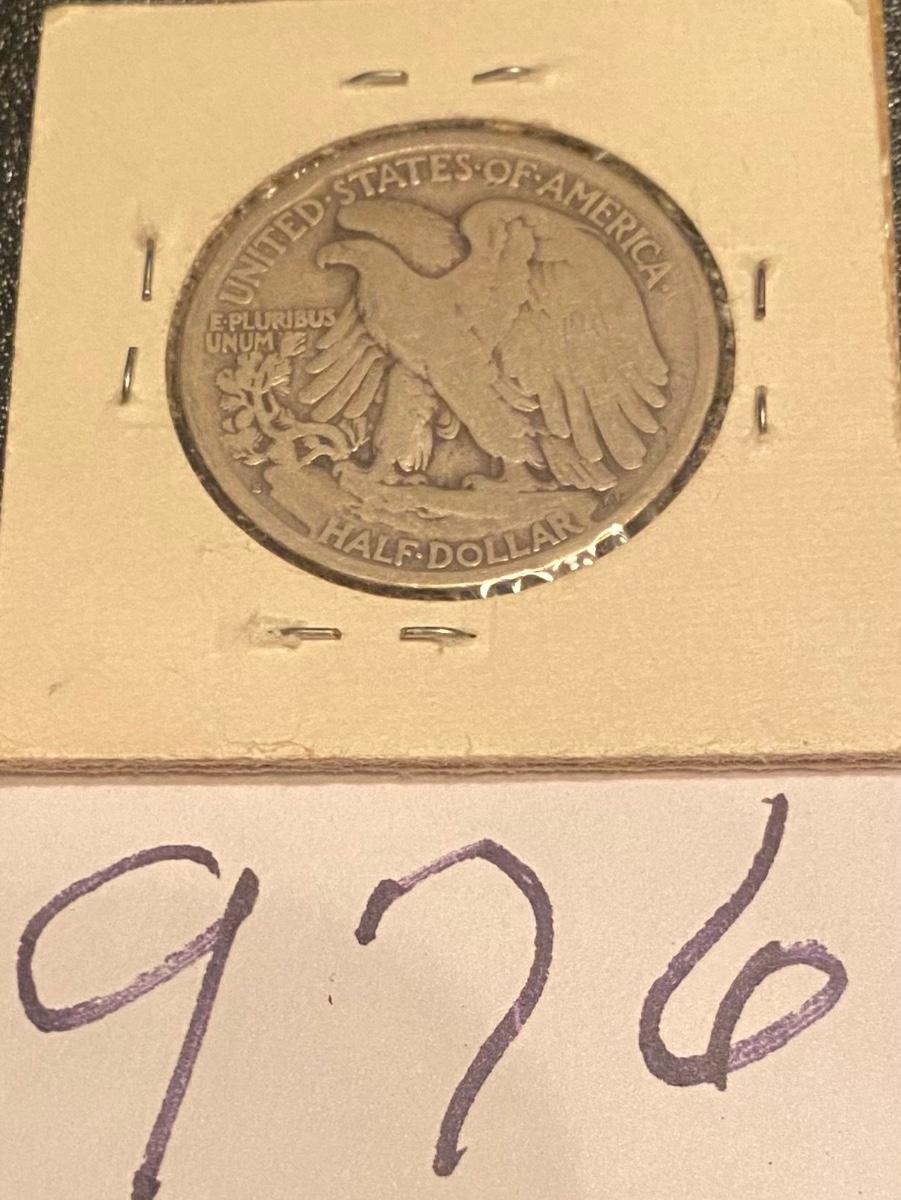 UNITED·STATES·OF·AMERICA·
E·PLURIBUS
UNUM
S
HALF·DOLLAR
976